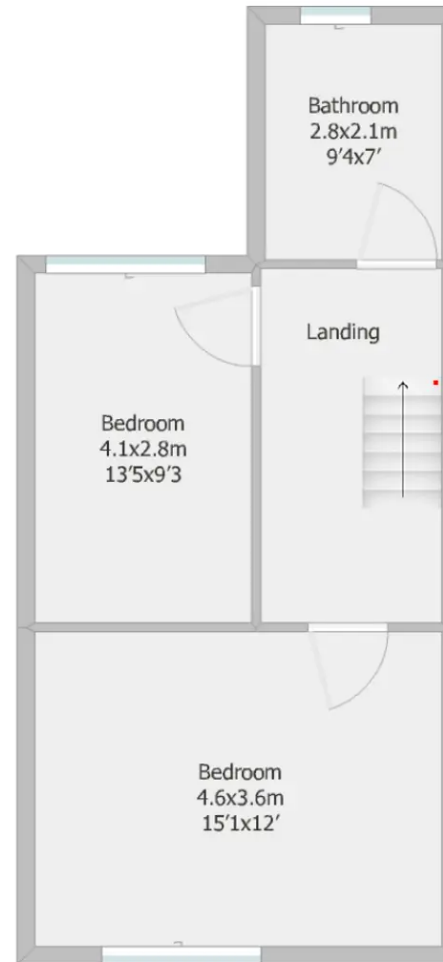 Bathroom
2.8x2.1m
9'4x7'
Landing
Bedroom
4.1x2.8m
13'5x9'3
Bedroom
4.6x3.6m
15'1x12'